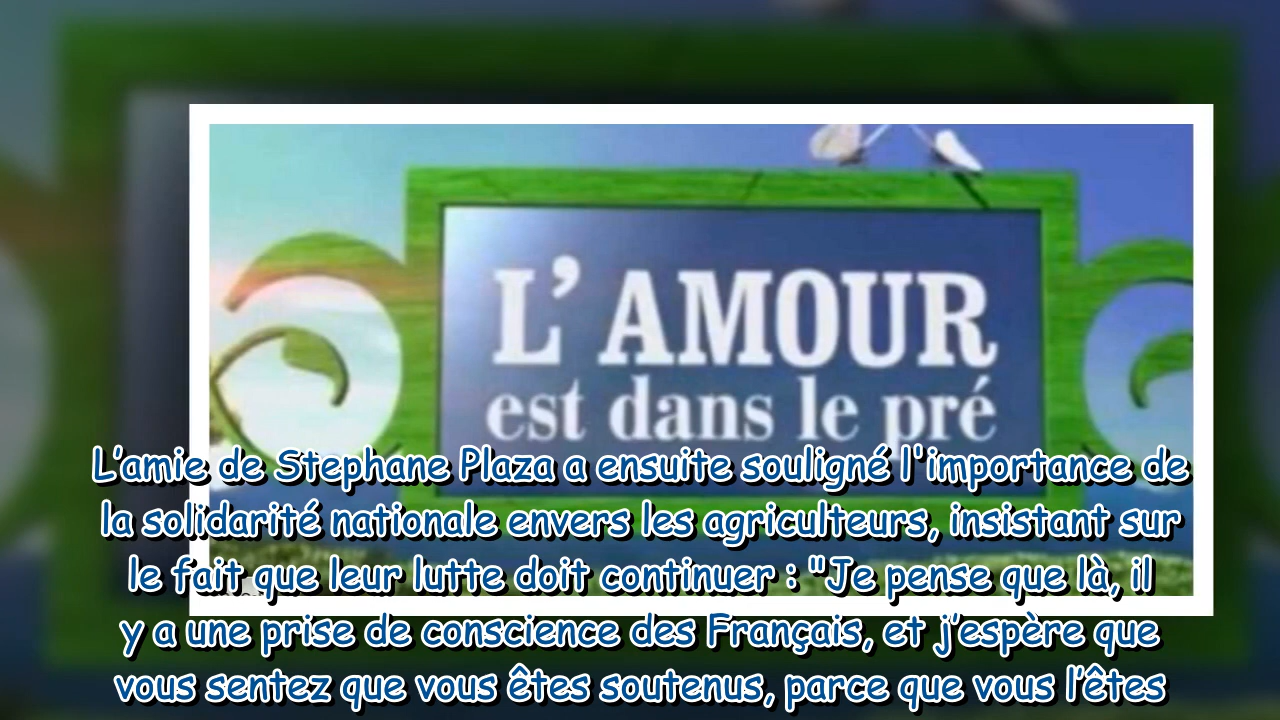 L’AMOUR
est dans le pré
L’amie de Stephane Plaza a ensuite souligné l'importance de
la solidarité nationale envers les agriculteurs, insistant sur
le fait que leur lutte doit continuer : "Je pense que là, il
y a une prise de conscience des Français, et j’espère que
vous sentez que vous êtes soutenus, parce que vous l’êtes